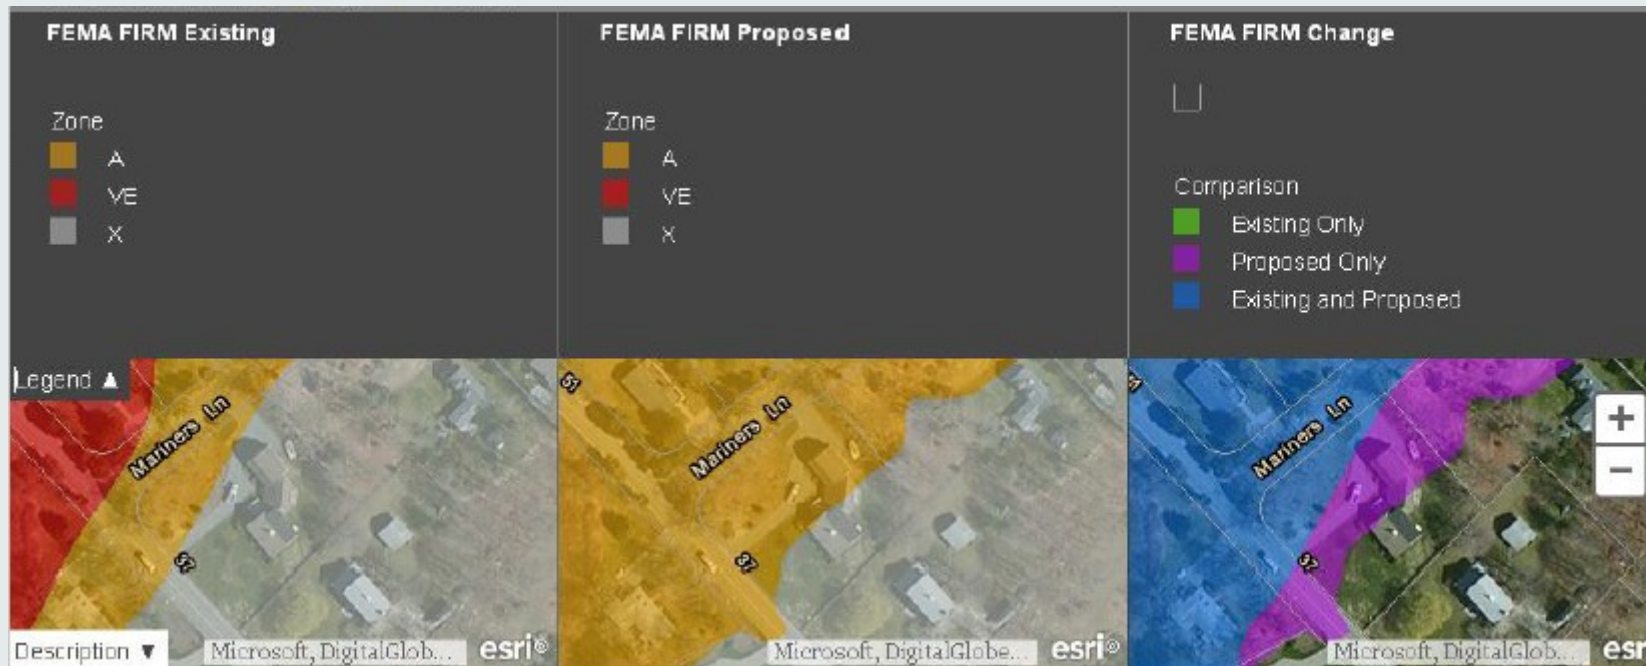 FEMA FIRM Existing
Zone
A
VE
X
FEMA FIRM Proposed
Zone
A
VE
X
FEMA FIRM Change
Comparison
Existing Only
Proposed Only
Existing and Proposed
Legend ▲
Mariners Ln
Description ▼
Microsoft, DigitalGlob...
esri
Mariners Ln
Microsoft, DigitalGlobe...
esri
Mariners Ln
+
−
Microsoft, DigitalGlob...
esri